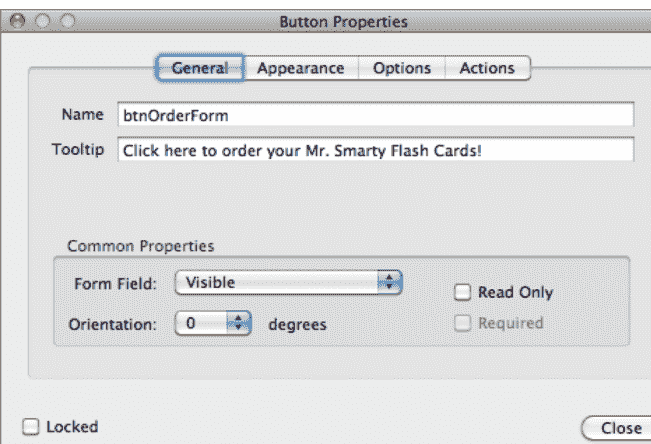 Button Properties
General Appearance Options Actions
Name btnOrderForm
Tooltip Click here to order your Mr. Smarty Flash Cards!
Common Properties
Form Field: Visible
Read Only
Orientation: 0 degrees
Required
Locked
Close